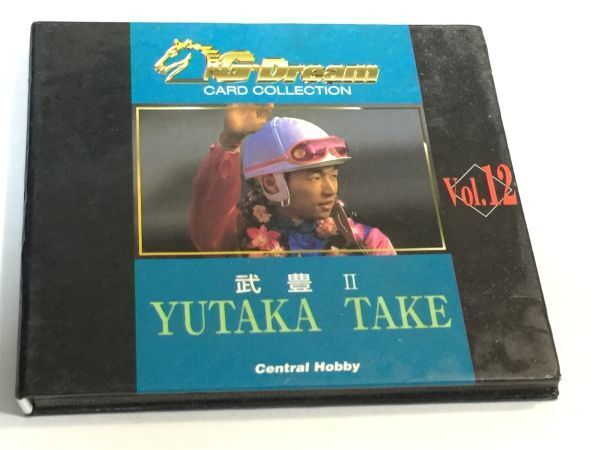 G-Dream
CARD COLLECTION
Vol.12
武豊 II
YUTAKA TAKE
Central Hobby